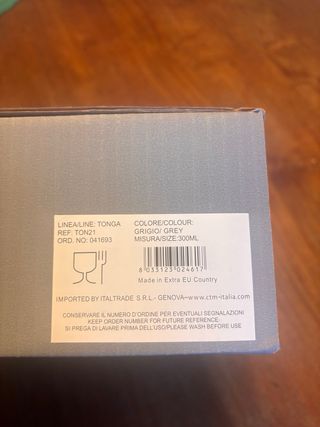 LINEA/LINE: TONGA
REF: TON21
ORD. NO: 041693
COLORE/COLOUR:
GRIGIO/ GREY
MISURA/SIZE:300ML
8 033123 024617
Made in Extra EU Country
IMPORTED BY ITALTRADE S.R.L.- GENOVA–www.ctm-italia.com
CONSERVARE IL NUMERO D'ORDINE PER EVENTUALI SEGNALAZIONI
KEEP ORDER NUMBER FOR FUTURE REFERENCE.
SI PREGA DI LAVARE PRIMA DELL'USO/PLEASE WASH BEFORE USE